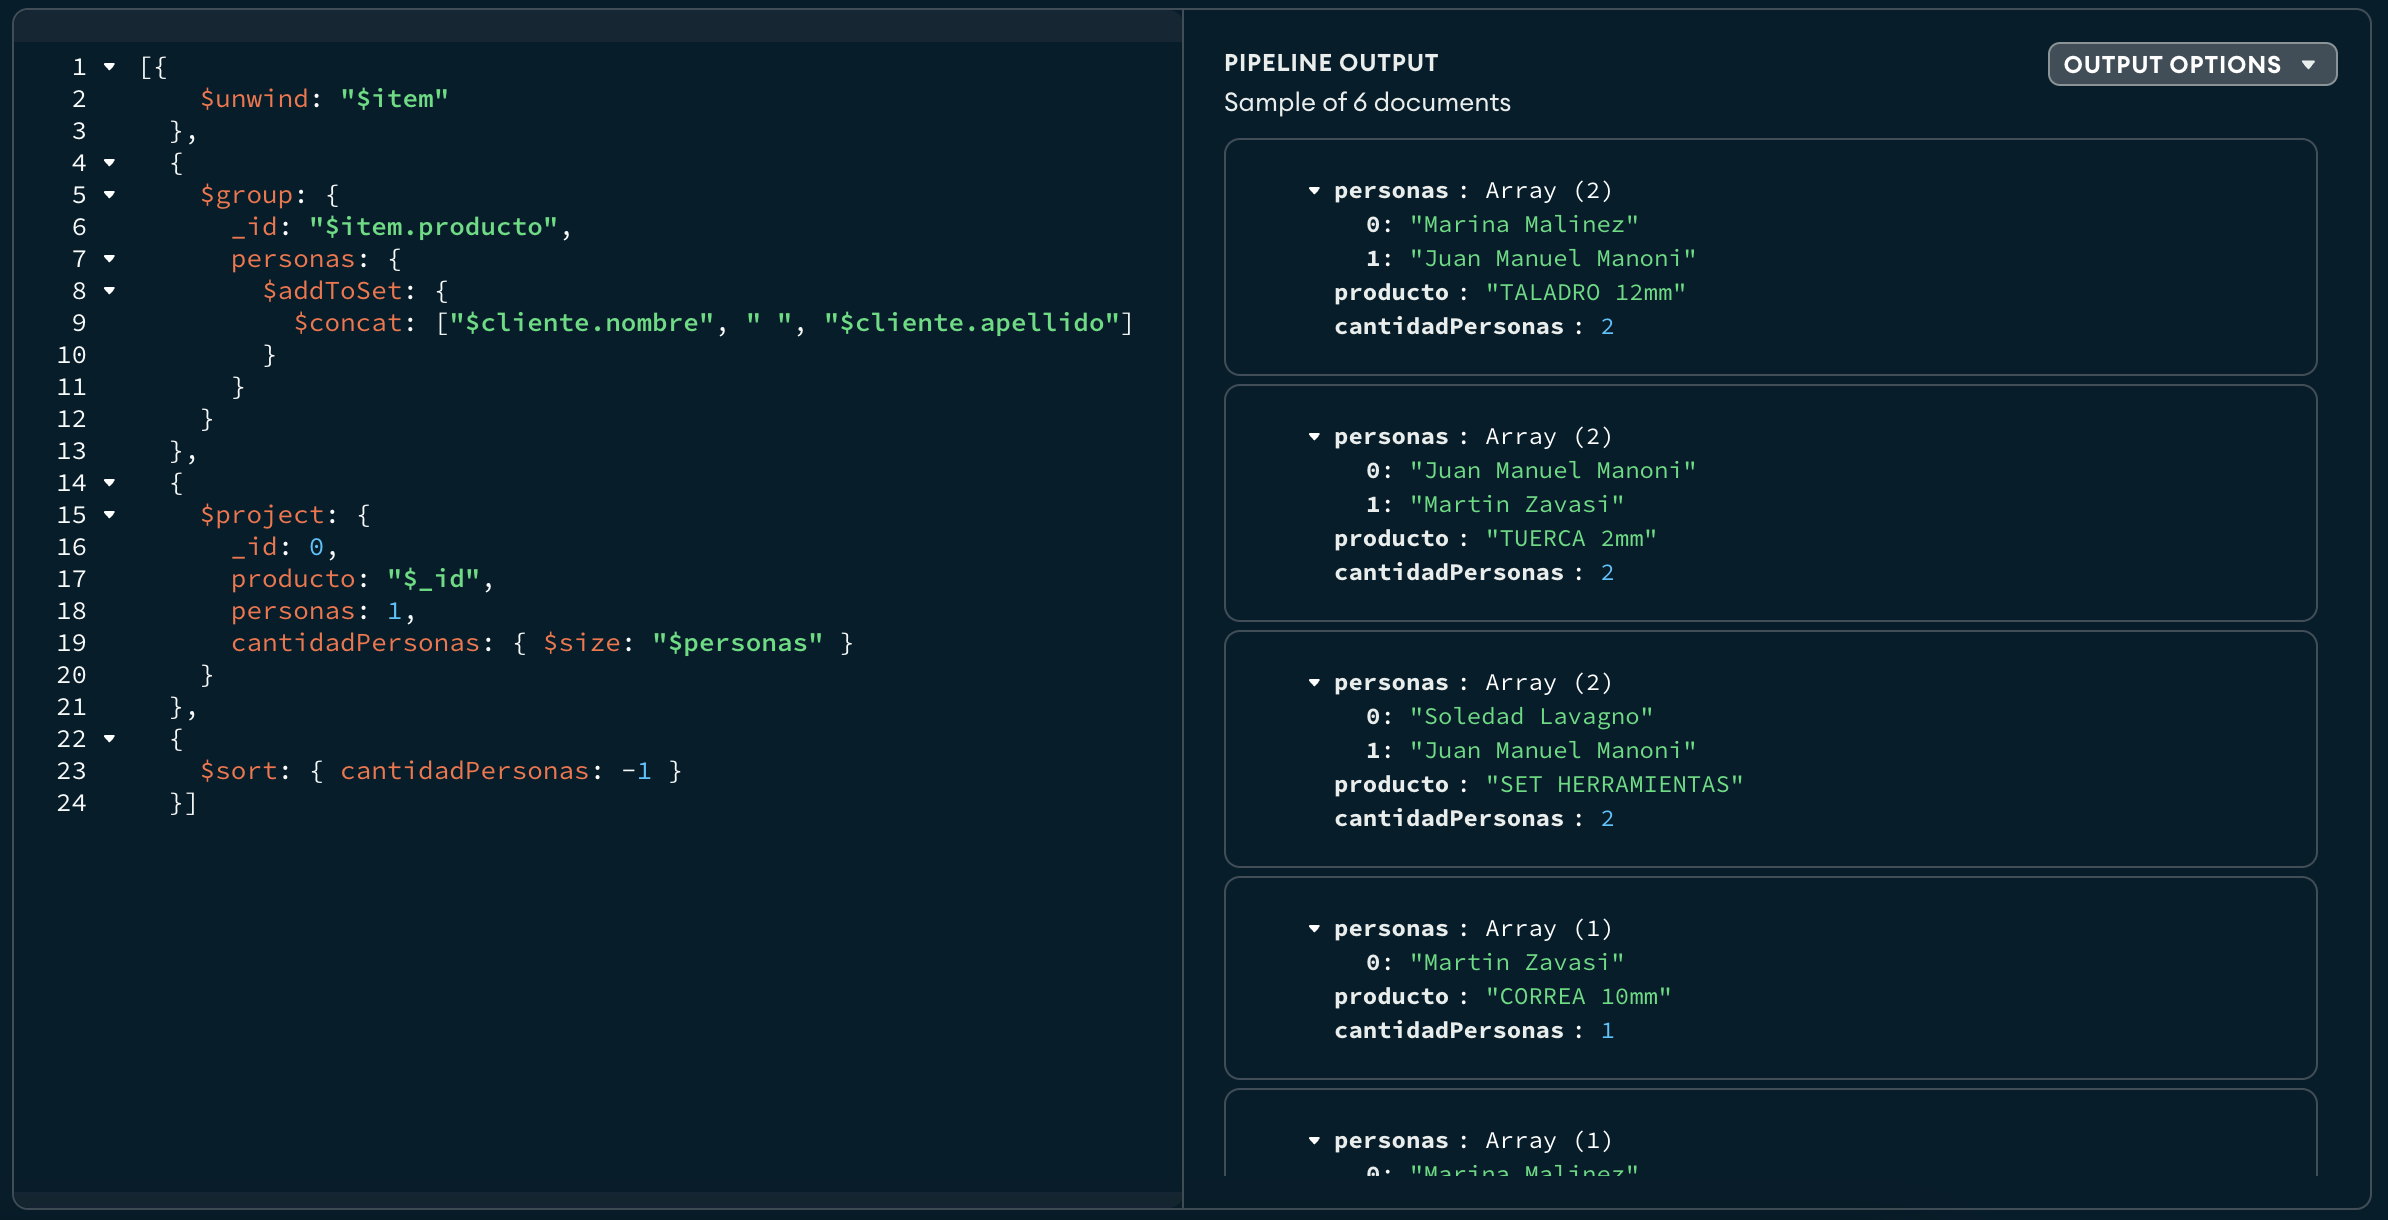 1 [{
2 $unwind: "$item"
3 },
4 {
5 $group: {
6 _id: "$item.producto",
7 personas: {
8 $addToSet: {
9 $concat: ["$cliente.nombre", " ", "$cliente.apellido"]
10 }
11 }
12 }
13 },
14 {
15 $project: {
16 _id: 0,
17 producto: "$_id",
18 personas: 1,
19 cantidadPersonas: { $size: "$personas" }
20 }
21 },
22 {
23 $sort: { cantidadPersonas: -1 }
24 }]
PIPELINE OUTPUT
OUTPUT OPTIONS
Sample of 6 documents
personas : Array (2)
0: "Marina Malinez"
1: "Juan Manuel Manoni"
producto : "TALADRO 12mm"
cantidadPersonas : 2
personas : Array (2)
0: "Juan Manuel Manoni"
1: "Martin Zavasi"
producto : "TUERCA 2mm"
cantidadPersonas : 2
personas : Array (2)
0: "Soledad Lavagno"
1: "Juan Manuel Manoni"
producto : "SET HERRAMIENTAS"
cantidadPersonas : 2
personas : Array (1)
0: "Martin Zavasi"
producto : "CORREA 10mm"
cantidadPersonas : 1
personas : Array (1)
0: "Marina Malinez"